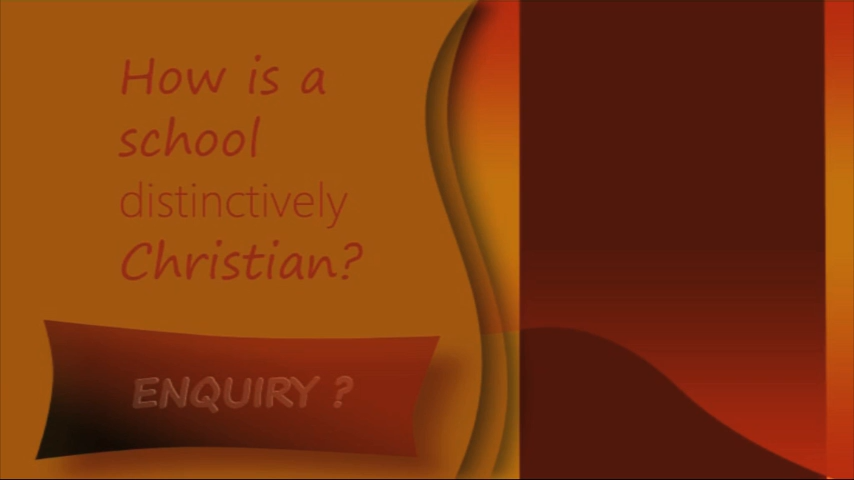 How is a
school
distinctively
Christian?
ENQUIRY ?